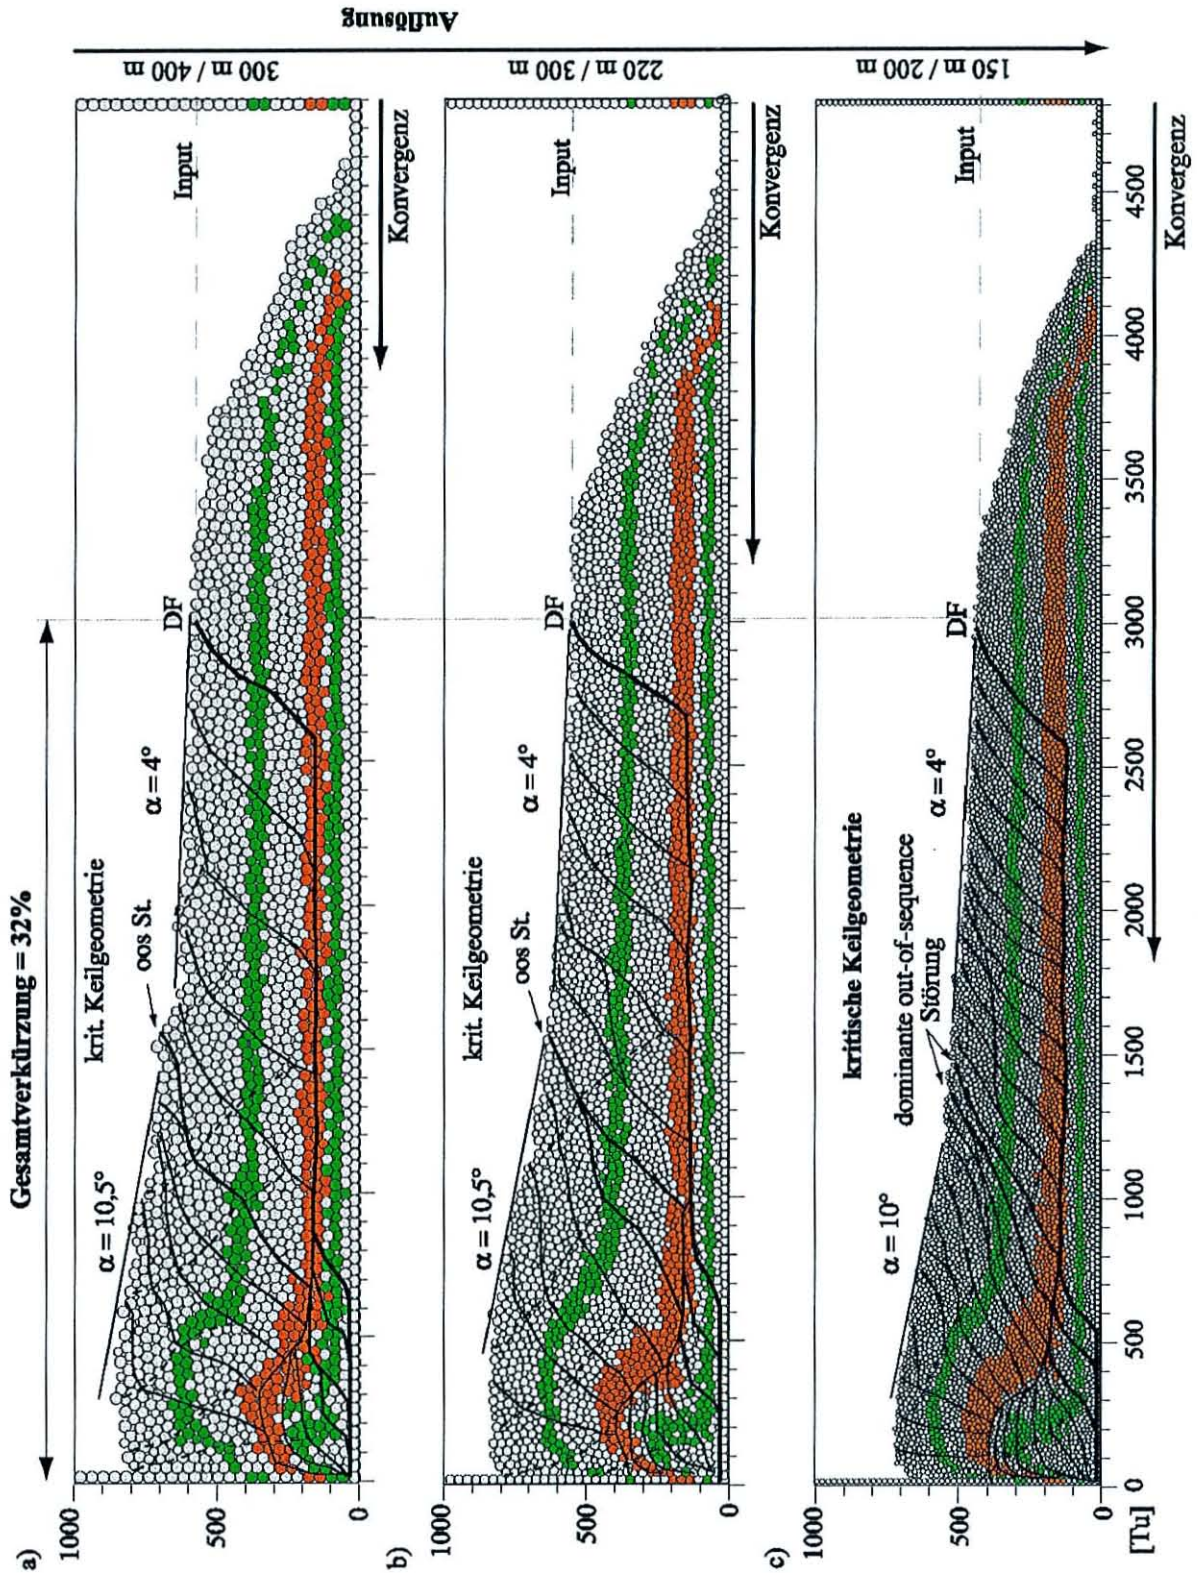 Gesamtverkürzung = 32%
Auflösung
a)
1000
500
0
α = 10,5°
krit. Keilgeometrie
oos St.
α = 4°
DF
Input
300 m / 400 m
Konvergenz
b)
1000
500
0
α = 10,5°
krit. Keilgeometrie
oos St.
α = 4°
DF
Input
220 m / 300 m
Konvergenz
c)
1000
500
0
[Tu]
α = 10°
kritische Keilgeometrie
dominante out-of-sequence
Störung
α = 4°
DF
Input
150 m / 200 m
0
500
1000
1500
2000
2500
3000
3500
4000
4500
Konvergenz